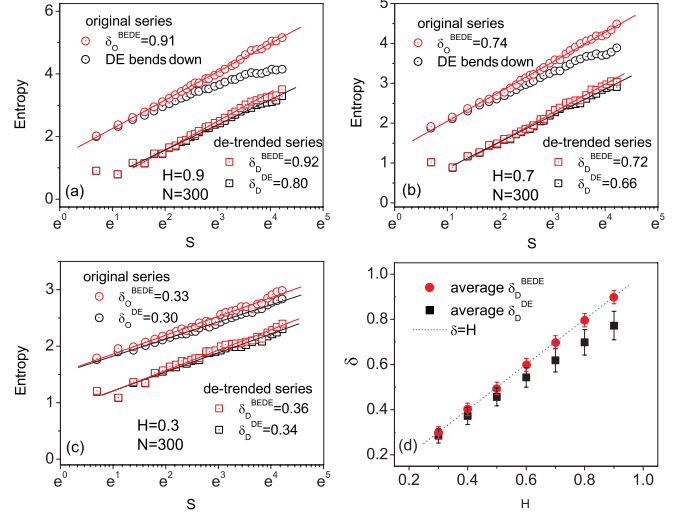 original series
δ_O^BEDE=0.91
DE bends down
Entropy
6
4
2
0
de-trended series
δ_D^BEDE=0.92
δ_D^DE=0.80
(a)
H=0.9
N=300
e^0 e^1 e^2 e^3 e^4 e^5
S
original series
δ_O^BEDE=0.74
DE bends down
Entropy
5
4
3
2
1
0
de-trended series
δ_D^BEDE=0.72
δ_D^DE=0.66
(b)
H=0.7
N=300
e^0 e^1 e^2 e^3 e^4 e^5
S
original series
δ_O^BEDE=0.33
δ_O^DE=0.30
Entropy
3
2
1
0
de-trended series
δ_D^BEDE=0.36
δ_D^DE=0.34
(c)
H=0.3
N=300
e^0 e^1 e^2 e^3 e^4 e^5
S
average δ_D^BEDE
average δ_D^DE
δ=H
δ
1.0
0.8
0.6
0.4
0.2
(d)
0.2 0.4 0.6 0.8 1.0
H